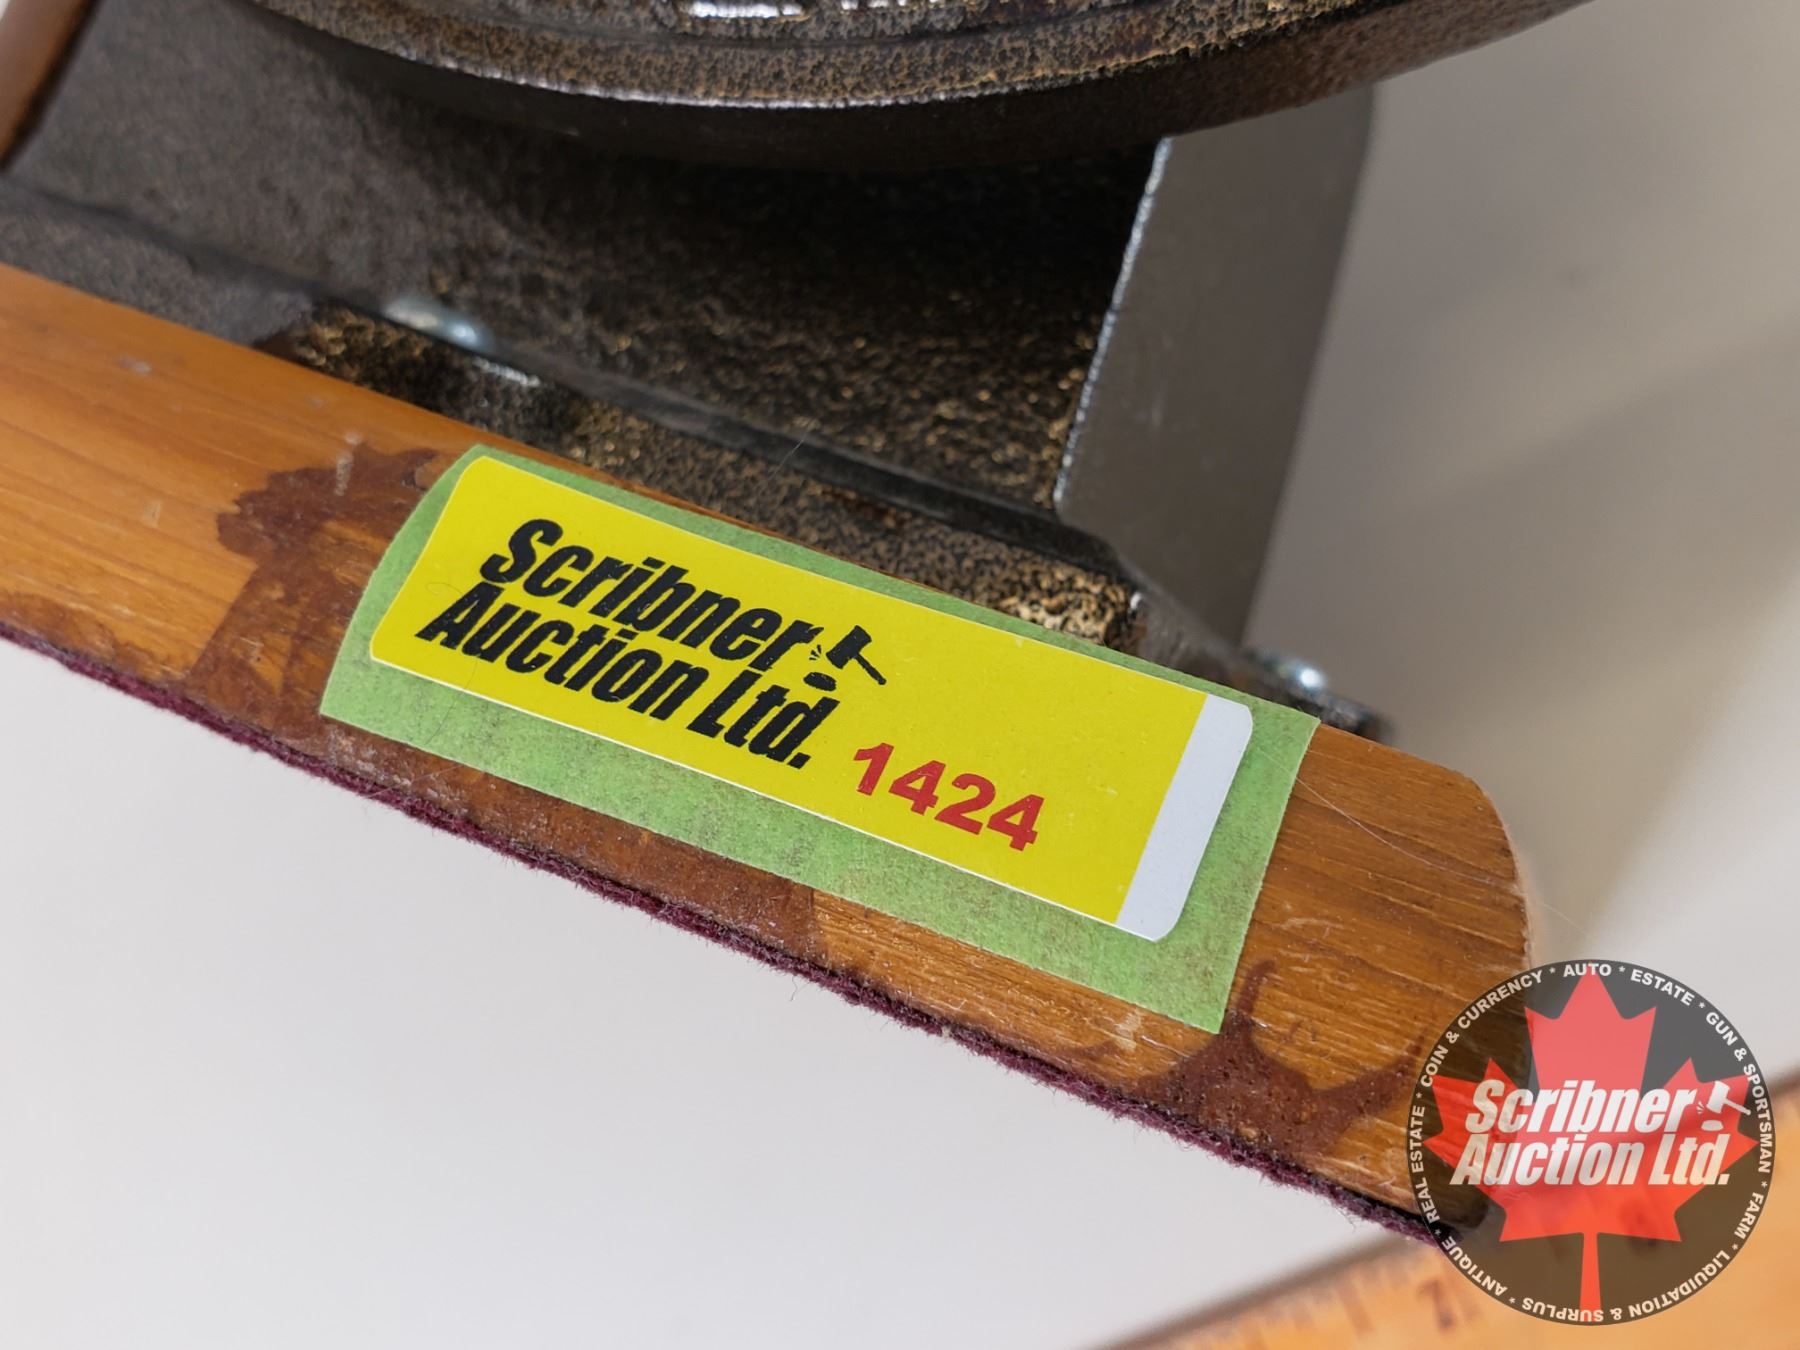 Scribner
Auction Ltd.
1424
COIN & CURRENCY * AUTO * ESTATE * GUN & SPORTSMAN * FARM * LIQUIDATION & SURPLUS * ANTIQUE * REAL ESTATE *
Scribner
Auction Ltd.